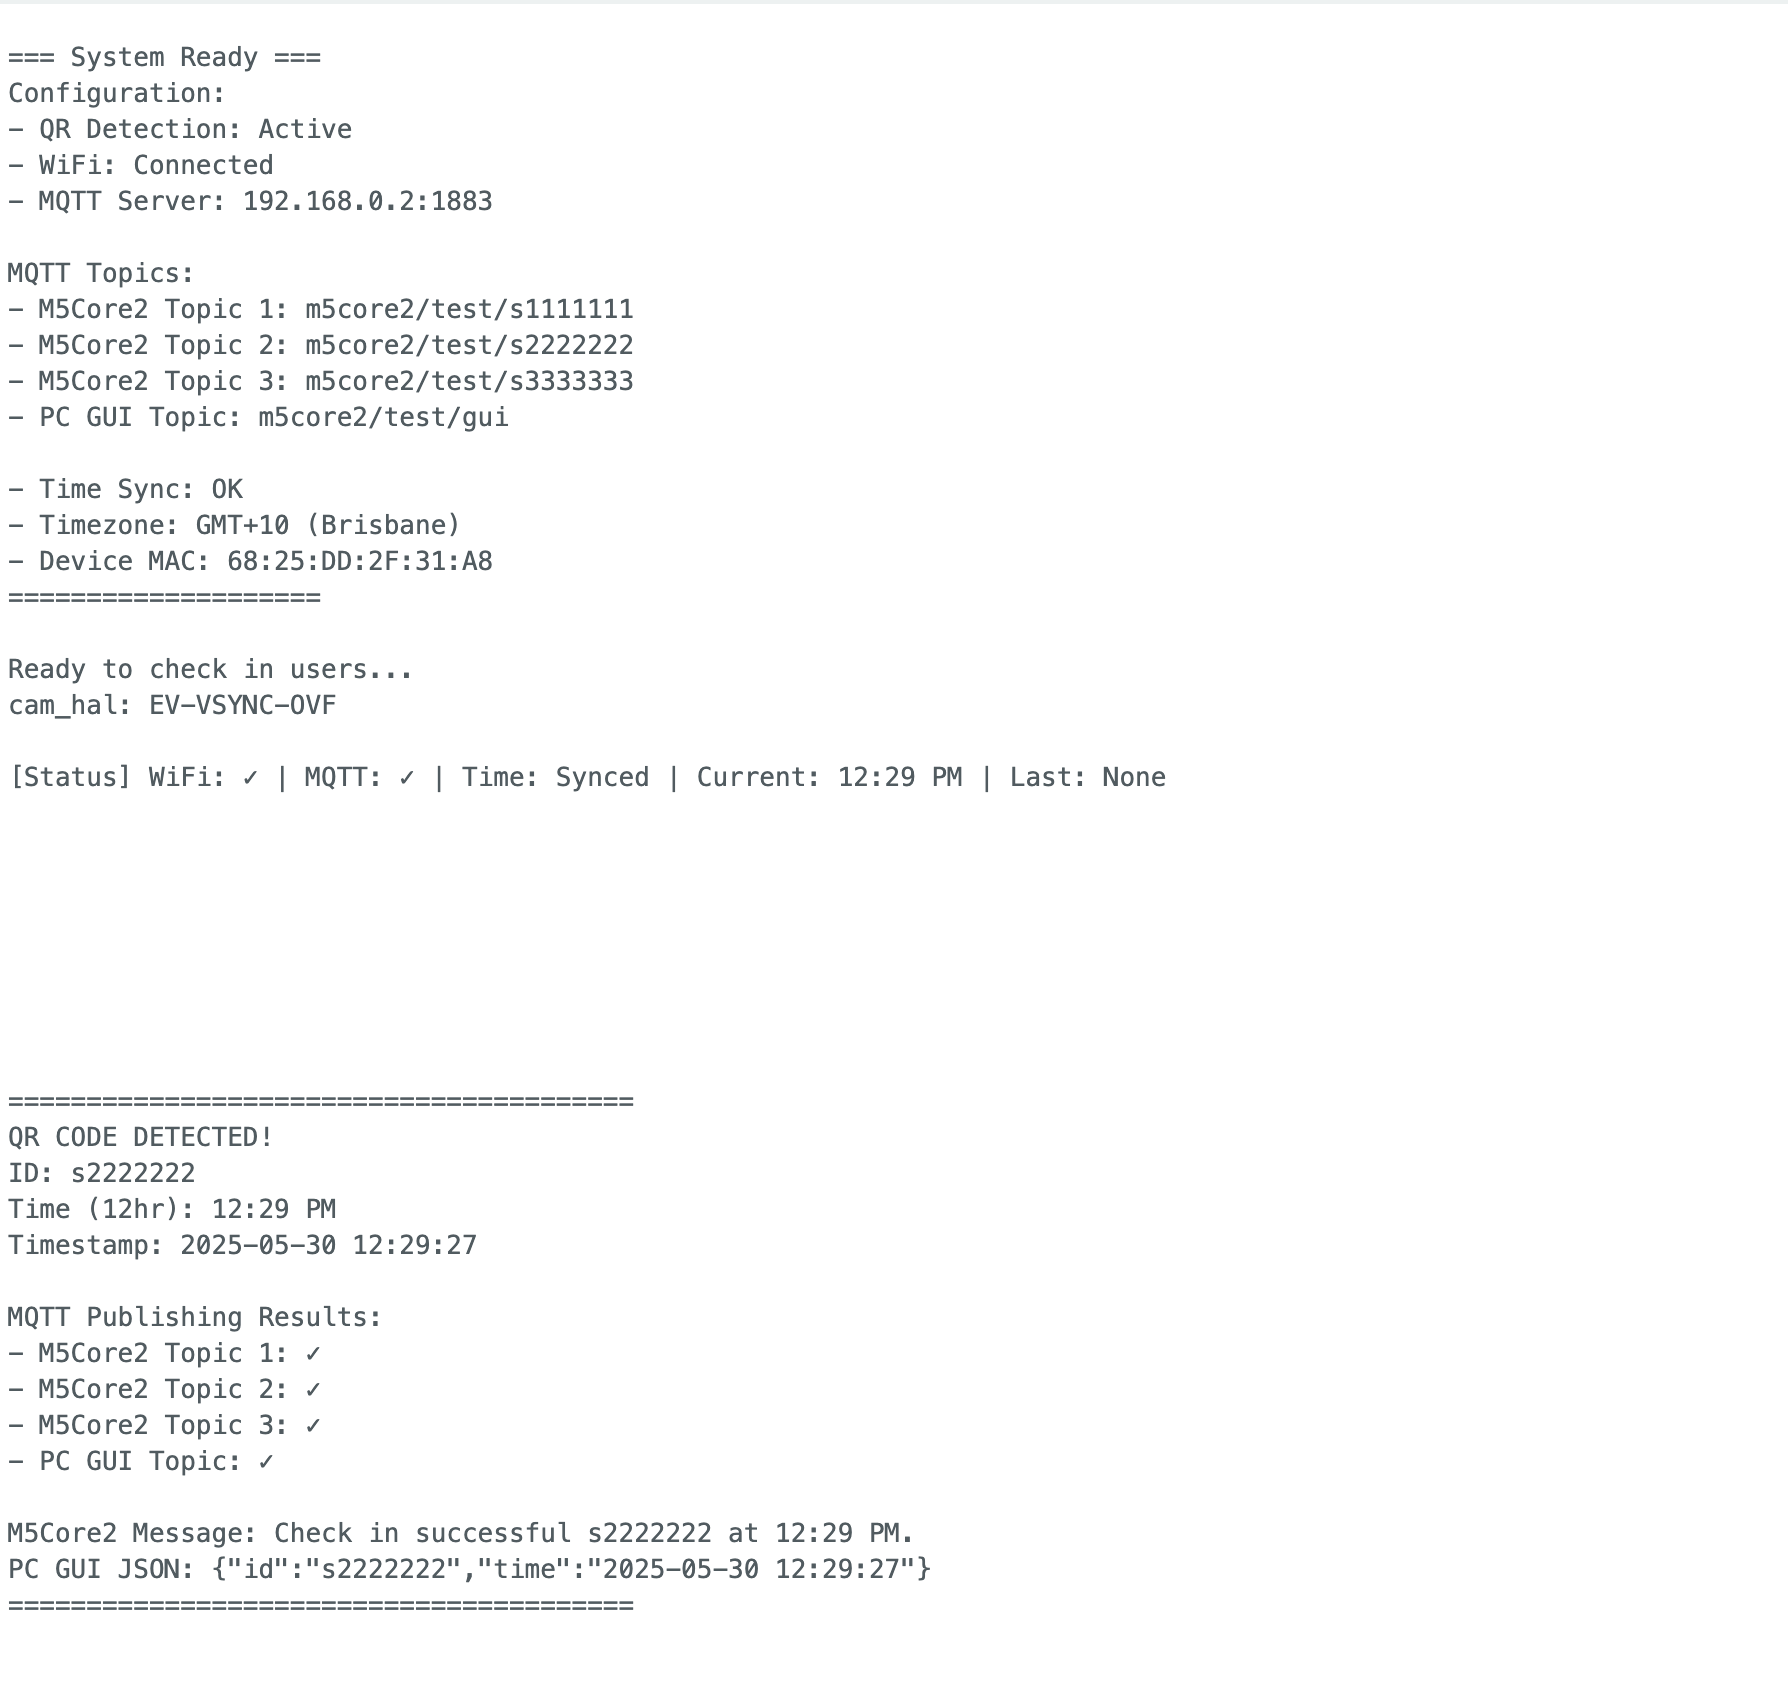 === System Ready ===
Configuration:
- QR Detection: Active
- WiFi: Connected
- MQTT Server: 192.168.0.2:1883
MQTT Topics:
- M5Core2 Topic 1: m5core2/test/s1111111
- M5Core2 Topic 2: m5core2/test/s2222222
- M5Core2 Topic 3: m5core2/test/s3333333
- PC GUI Topic: m5core2/test/gui
- Time Sync: OK
- Timezone: GMT+10 (Brisbane)
- Device MAC: 68:25:DD:2F:31:A8
====================
Ready to check in users...
cam_hal: EV-VSYNC-OVF
[Status] WiFi: ✓ | MQTT: ✓ | Time: Synced | Current: 12:29 PM | Last: None
========================================
QR CODE DETECTED!
ID: s2222222
Time (12hr): 12:29 PM
Timestamp: 2025-05-30 12:29:27
MQTT Publishing Results:
- M5Core2 Topic 1: ✓
- M5Core2 Topic 2: ✓
- M5Core2 Topic 3: ✓
- PC GUI Topic: ✓
M5Core2 Message: Check in successful s2222222 at 12:29 PM.
PC GUI JSON: {"id":"s2222222","time":"2025-05-30 12:29:27"}
========================================